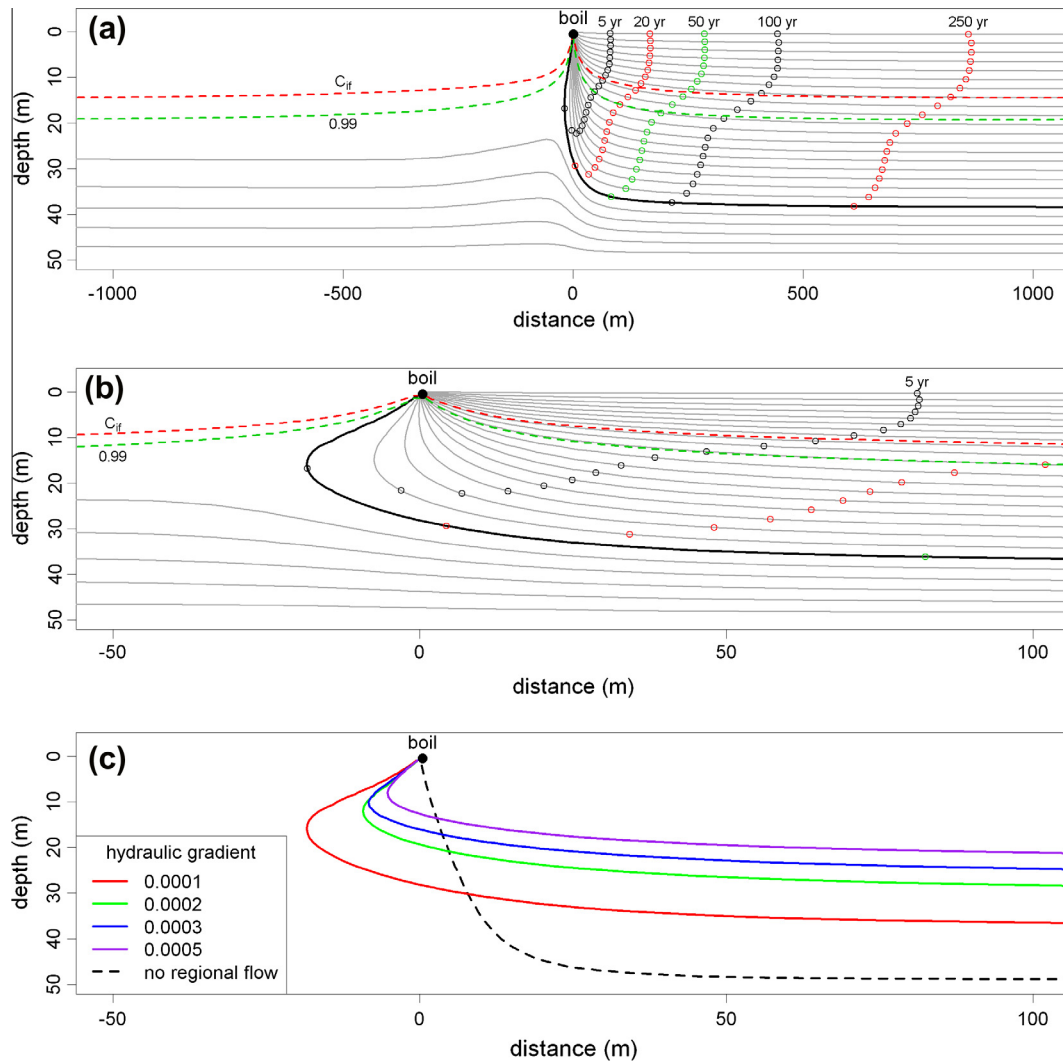 (a)
boil
5 yr 20 yr 50 yr 100 yr 250 yr
C_if
0.99
depth (m)
0
10
20
30
40
50
-1000 -500 0 500 1000
distance (m)
(b)
boil
5 yr
C_if
0.99
depth (m)
0
10
20
30
40
50
-50 0 50 100
distance (m)
(c)
boil
depth (m)
0
10
20
30
40
50
hydraulic gradient
0.0001
0.0002
0.0003
0.0005
no regional flow
-50 0 50 100
distance (m)